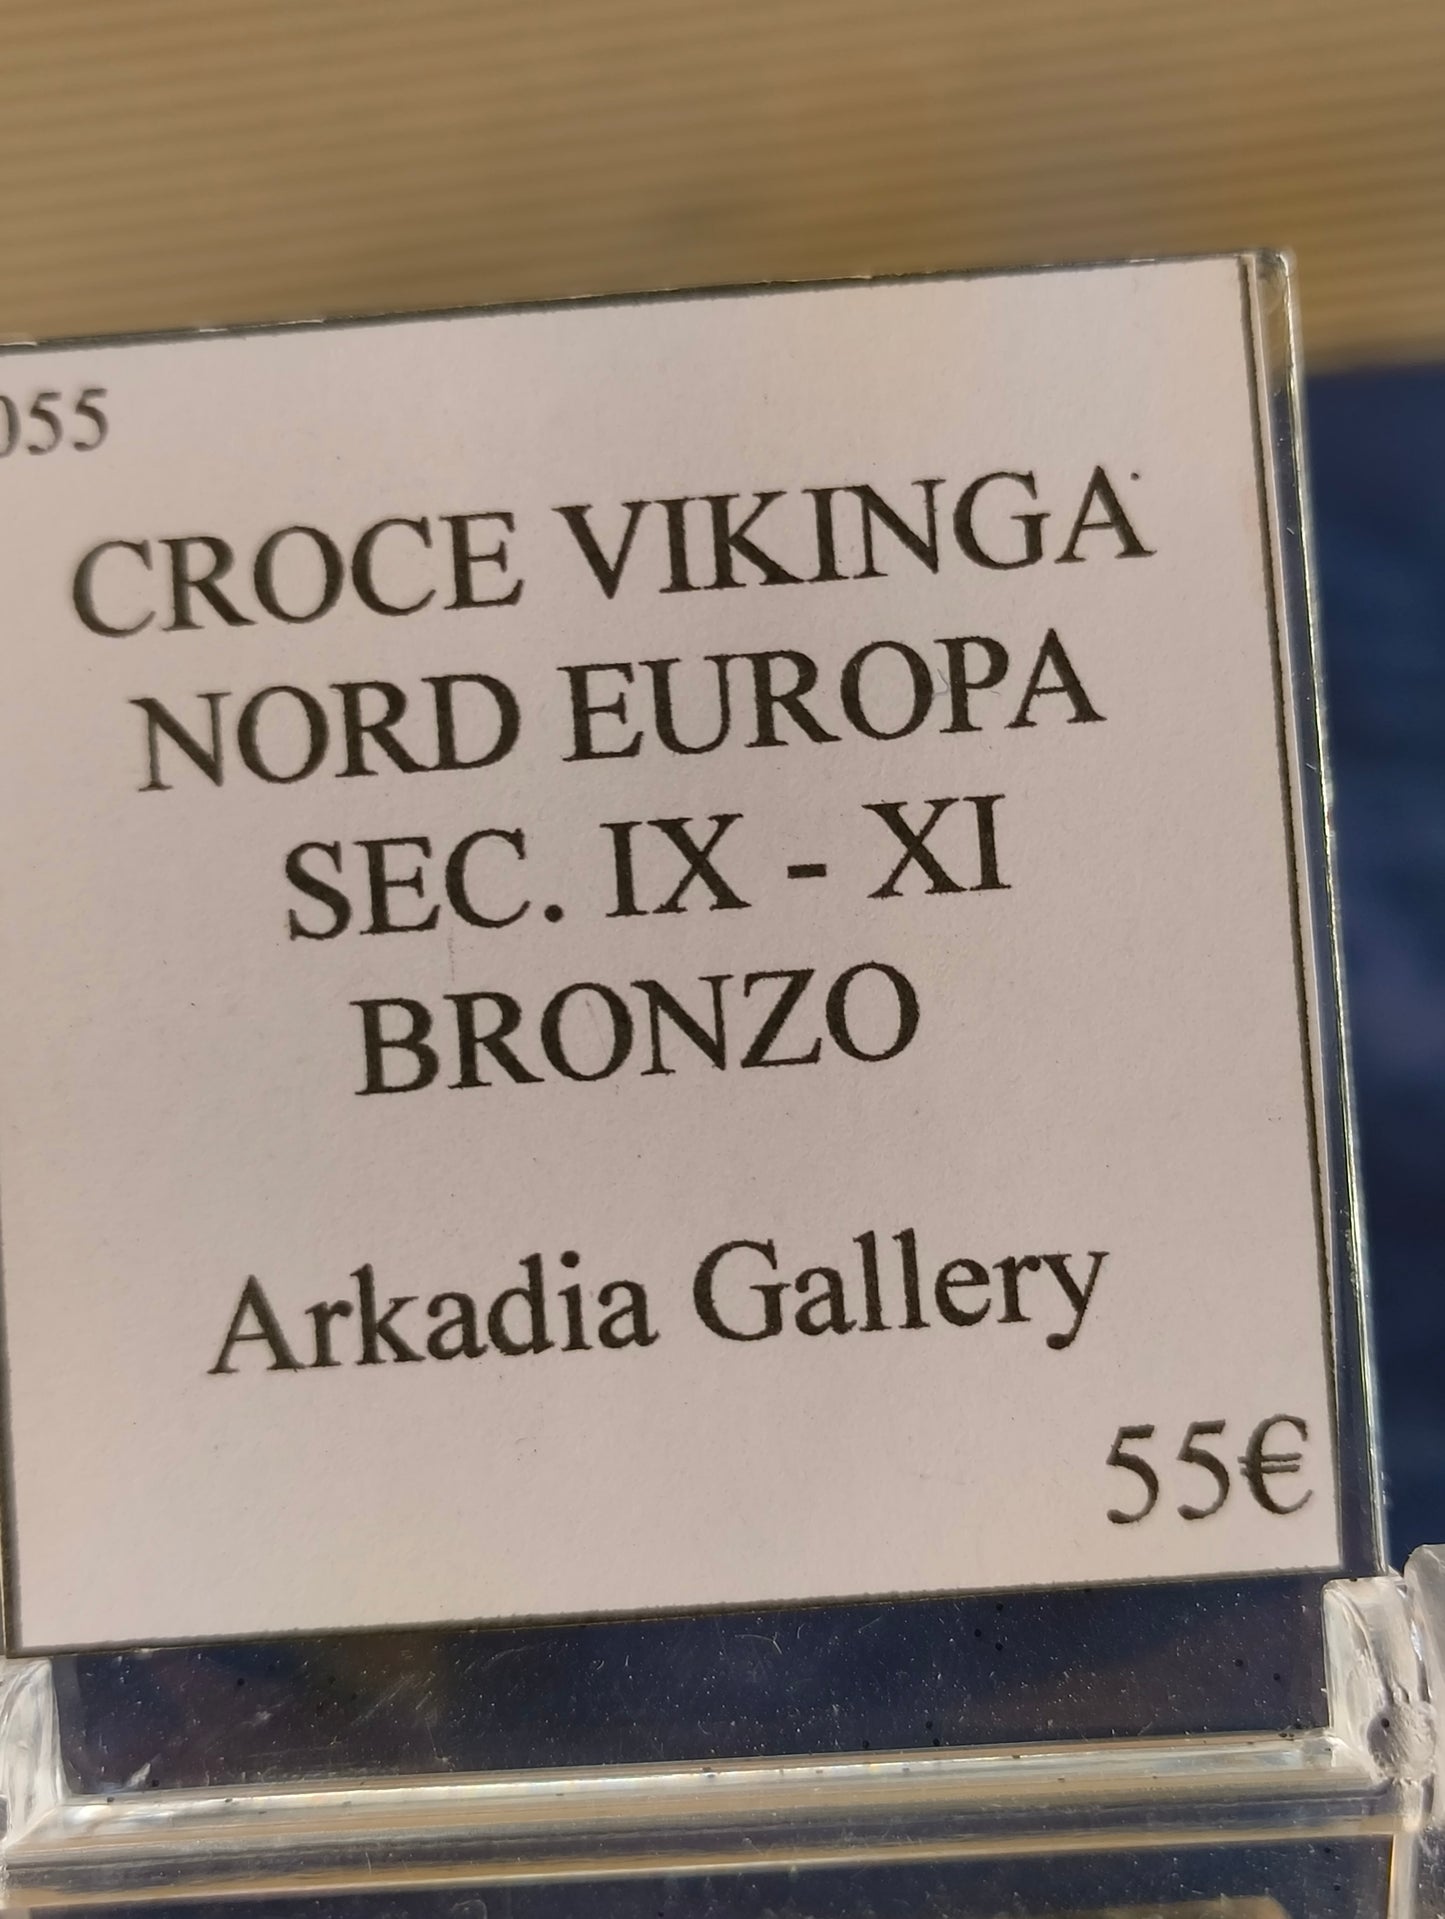 055
CROCE VIKINGA
NORD EUROPA
SEC. IX - XI
BRONZO
Arkadia Gallery
55€